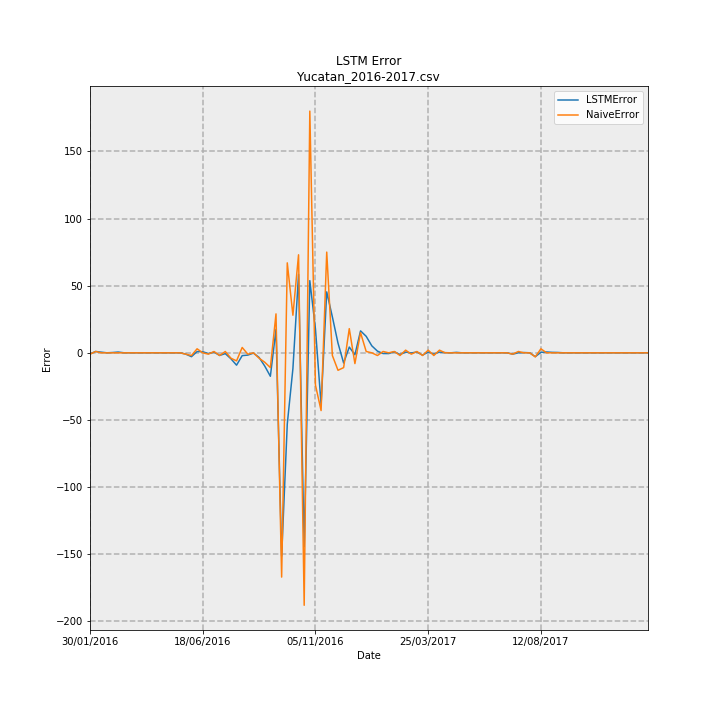 LSTM Error
Yucatan_2016-2017.csv
LSTMError
NaiveError
150
100
50
0
−50
−100
−150
−200
Error
30/01/2016 18/06/2016 05/11/2016 25/03/2017 12/08/2017
Date